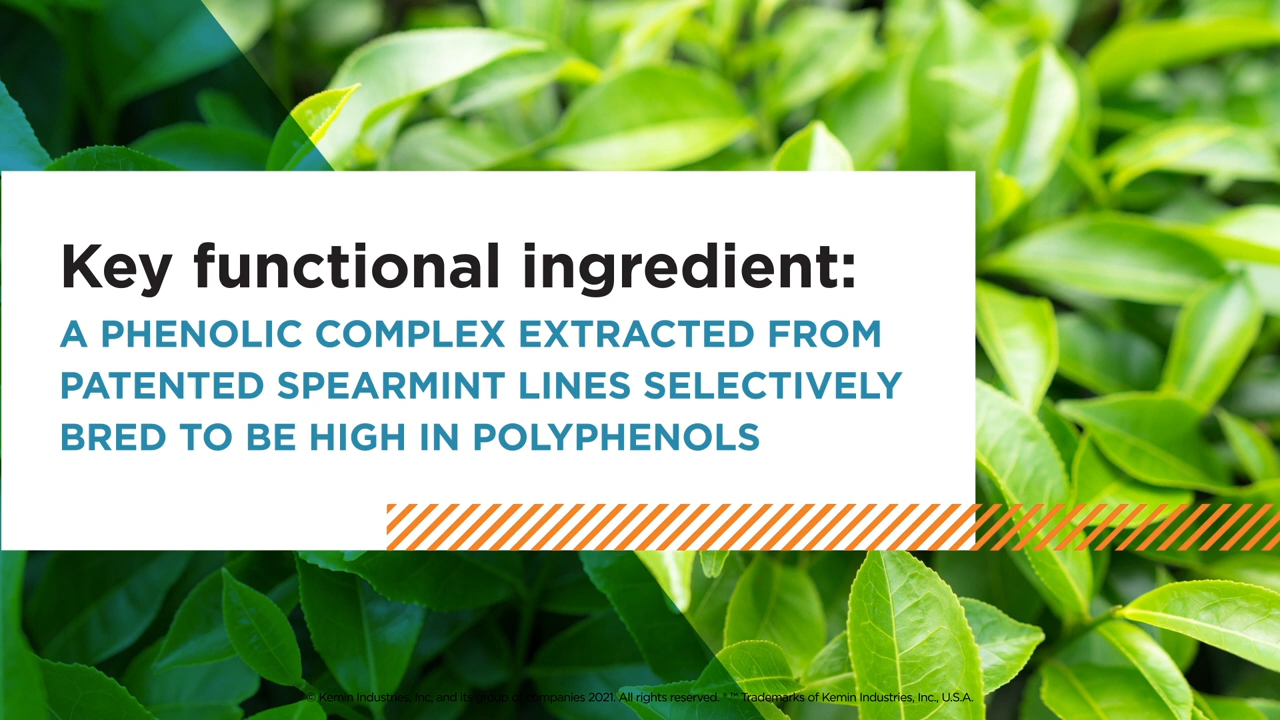 Key functional ingredient:
A PHENOLIC COMPLEX EXTRACTED FROM
PATENTED SPEARMINT LINES SELECTIVELY
BRED TO BE HIGH IN POLYPHENOLS
© Kemin Industries, Inc, and its group of companies 2021. All rights reserved. ® ™ Trademarks of Kemin Industries, Inc., U.S.A.